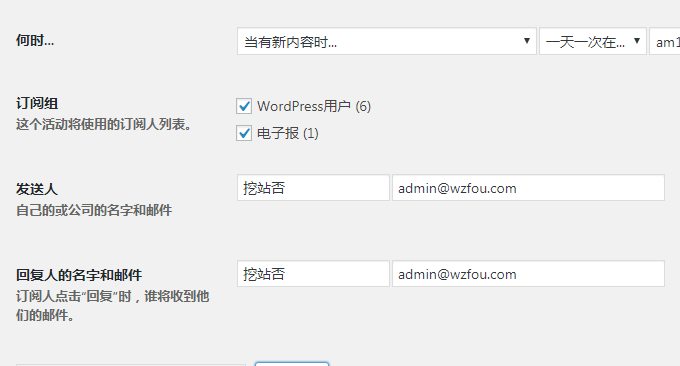 何时...
当有新内容时...
一天一次在...
am1
订阅组
这个活动将使用的订阅人列表。
WordPress用户 (6)
电子报 (1)
发送人
自己的或公司的名字和邮件
挖站否
admin@wzfou.com
回复人的名字和邮件
订阅人点击“回复”时，谁将收到他
们的邮件。
挖站否
admin@wzfou.com